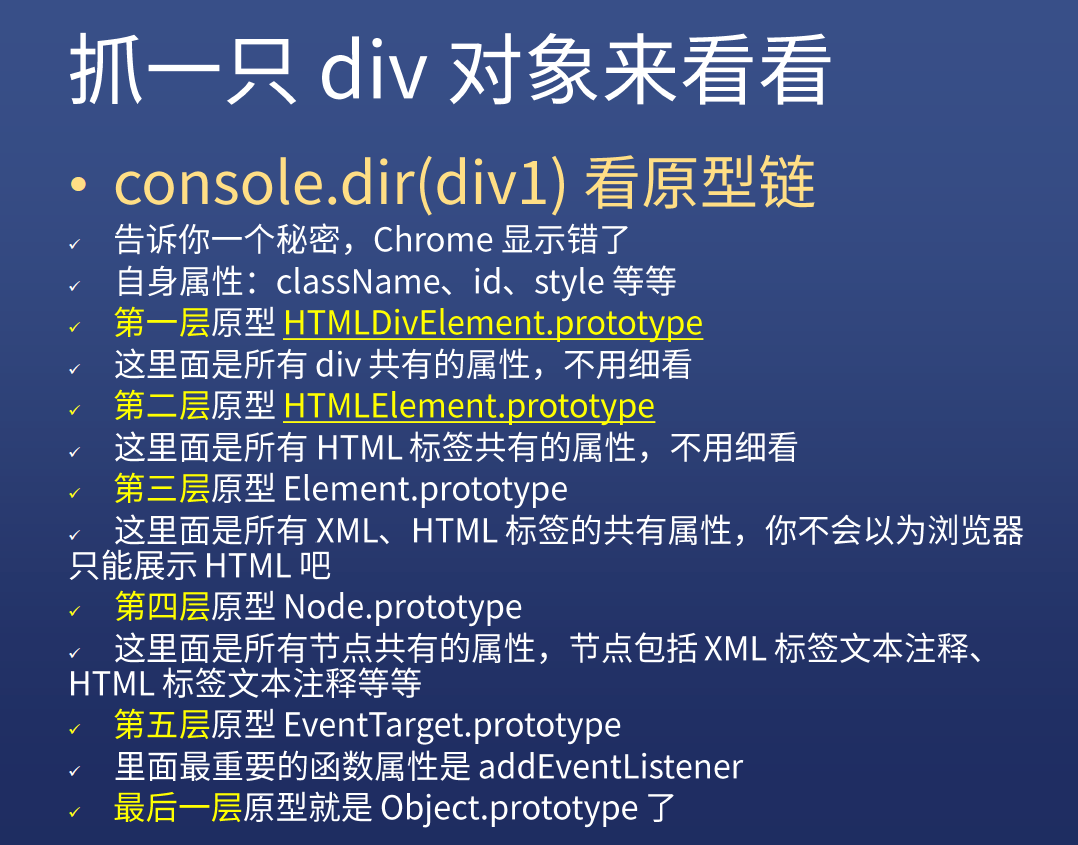 抓一只 div 对象来看看
• console.dir(div1) 看原型链
✓ 告诉你一个秘密，Chrome 显示错了
✓ 自身属性：className、id、style 等等
✓ 第一层原型 HTMLDivElement.prototype
✓ 这里面是所有 div 共有的属性，不用细看
✓ 第二层原型 HTMLElement.prototype
✓ 这里面是所有 HTML 标签共有的属性，不用细看
✓ 第三层原型 Element.prototype
✓ 这里面是所有 XML、HTML 标签的共有属性，你不会以为浏览器
只能展示 HTML 吧
✓ 第四层原型 Node.prototype
✓ 这里面是所有节点共有的属性，节点包括 XML 标签文本注释、
HTML 标签文本注释等等
✓ 第五层原型 EventTarget.prototype
✓ 里面最重要的函数属性是 addEventListener
✓ 最后一层原型就是 Object.prototype 了